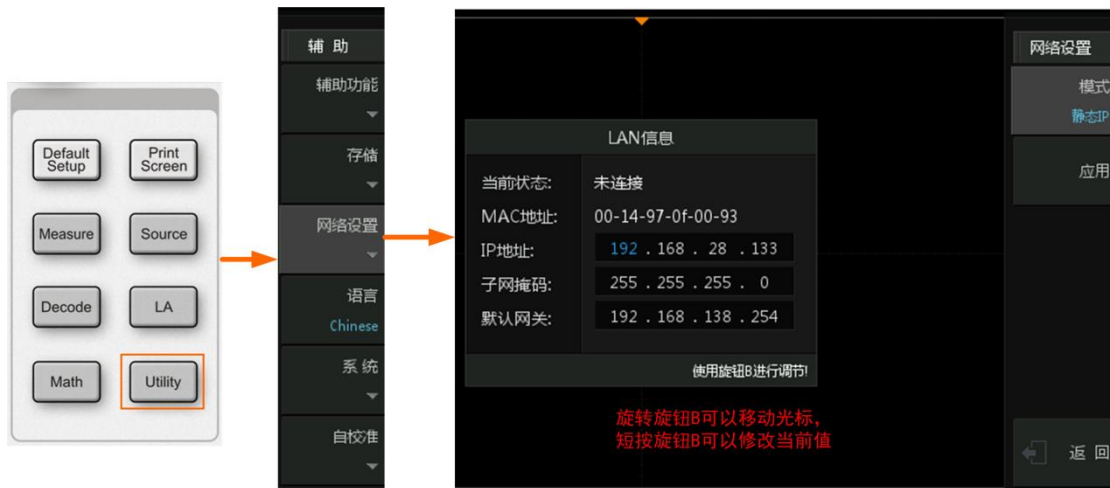 Default
Setup
Print
Screen
Measure
Source
Decode
LA
Math
Utility
辅 助
辅助功能
存储
网络设置
语言
Chinese
系 统
自校准
LAN信息
当前状态: 未连接
MAC地址: 00-14-97-0f-00-93
IP地址: 192 . 168 . 28 . 133
子网掩码: 255 . 255 . 255 . 0
默认网关: 192 . 168 . 138 . 254
使用旋钮B进行调节!
旋转旋钮B可以移动光标，
短按旋钮B可以修改当前值
网络设置
模式
静态IP
应用
返 回